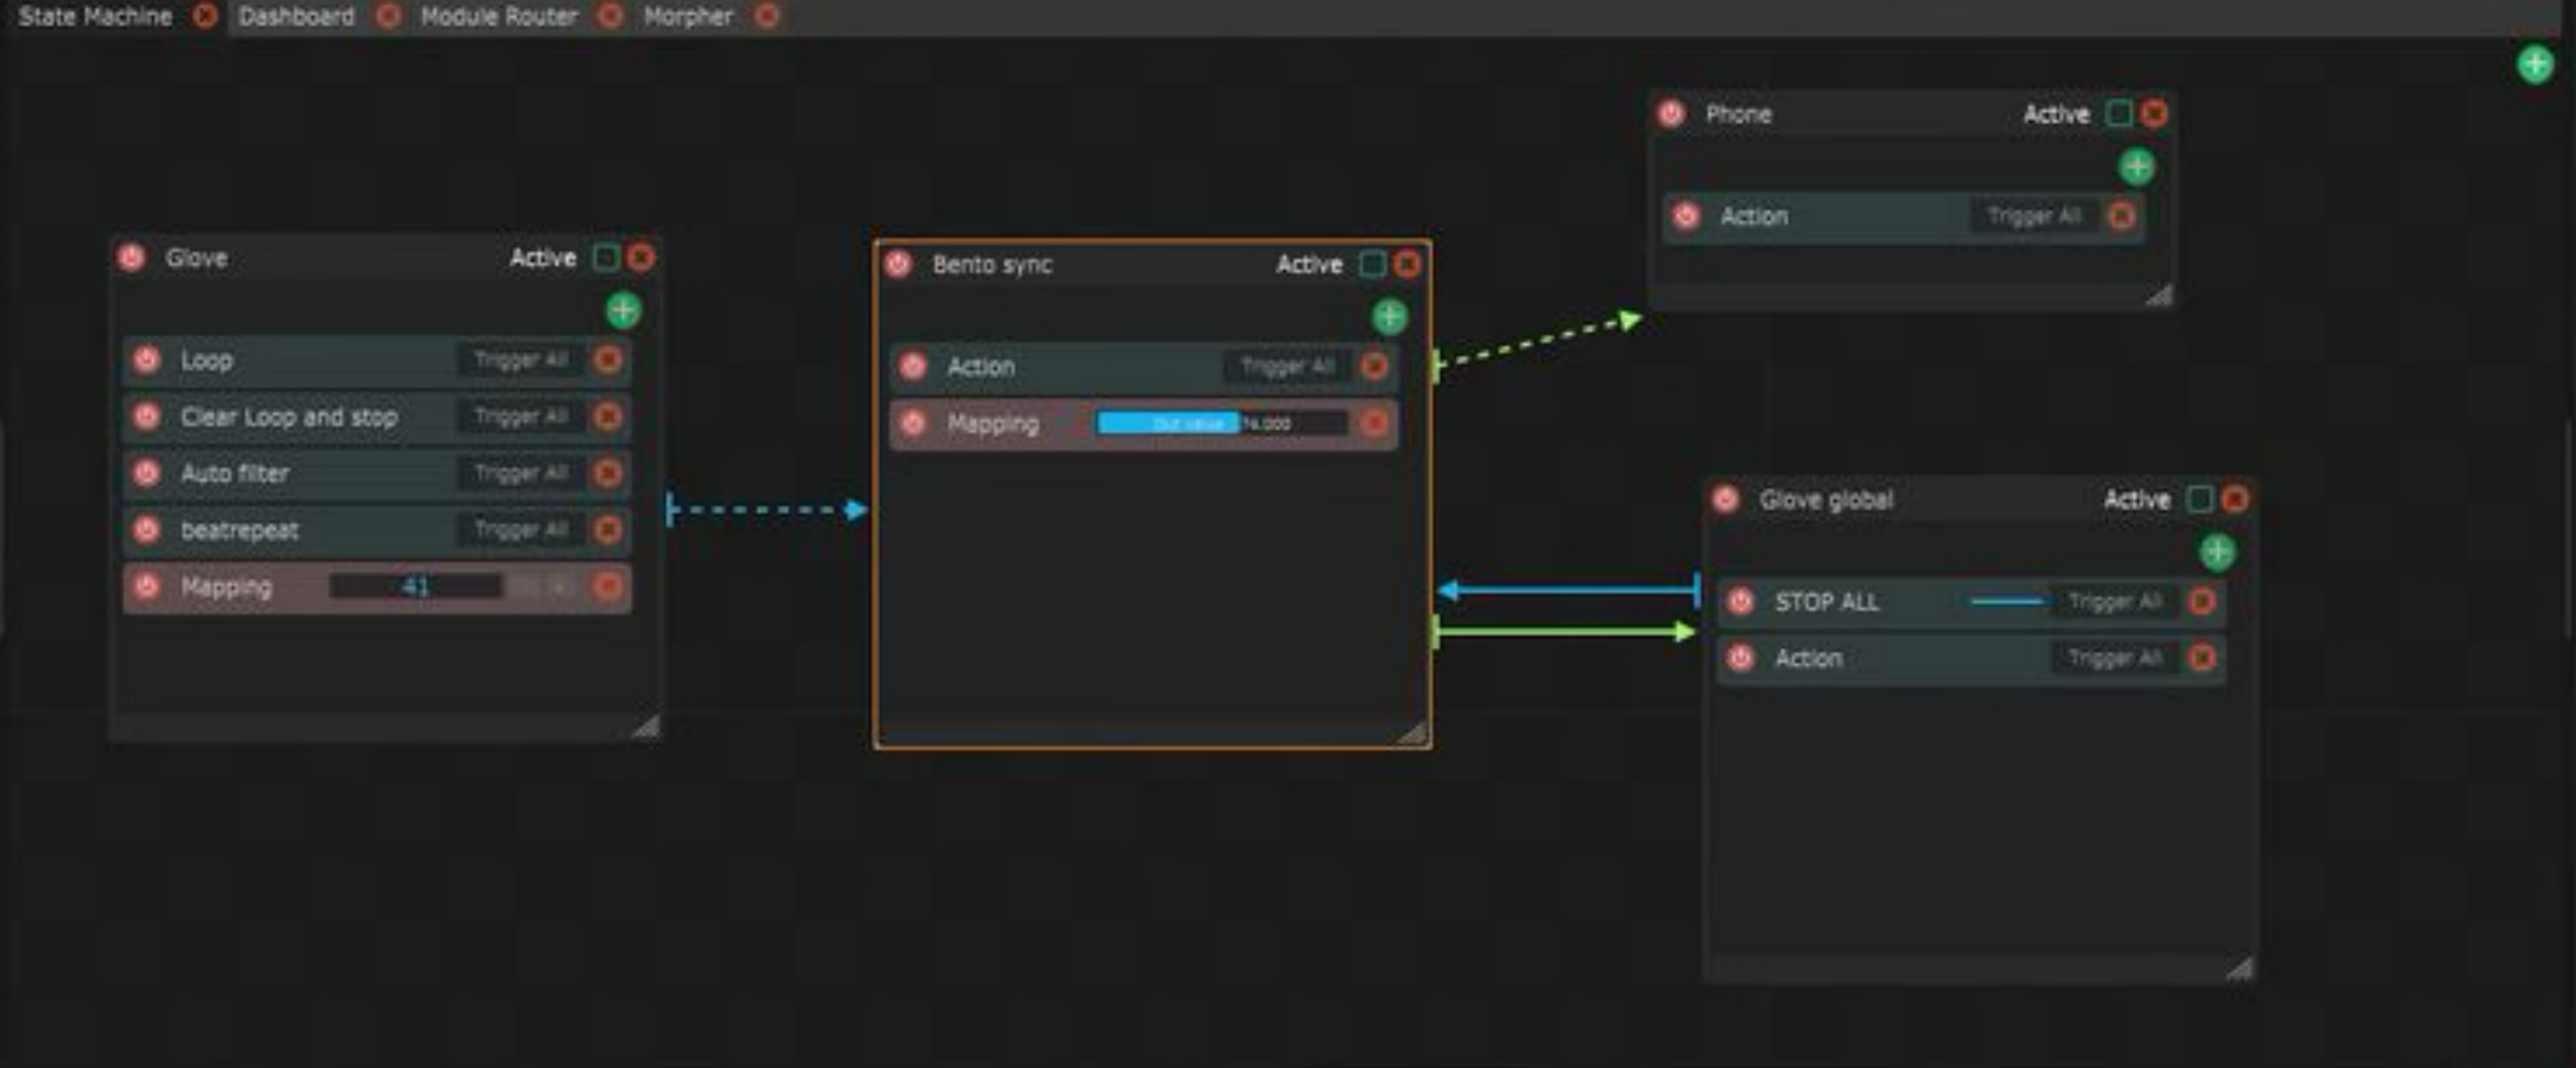 State Machine Dashboard Module Router Morpher
Glove Active
Loop Trigger All
Clear Loop and stop Trigger All
Auto filter Trigger All
beatrepeat Trigger All
Mapping 41
Bento sync Active
Action Trigger All
Mapping Out value
Phone Active
Action Trigger All
Glove global Active
STOP ALL Trigger All
Action Trigger All